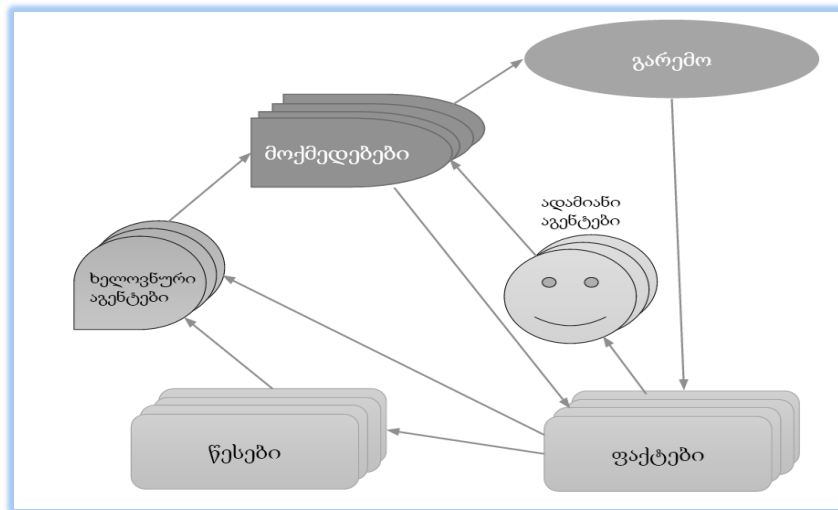 გარემო
მოქმედებები
ადამიანი
აგენტები
ხელოვნური
აგენტები
წესები
ფაქტები